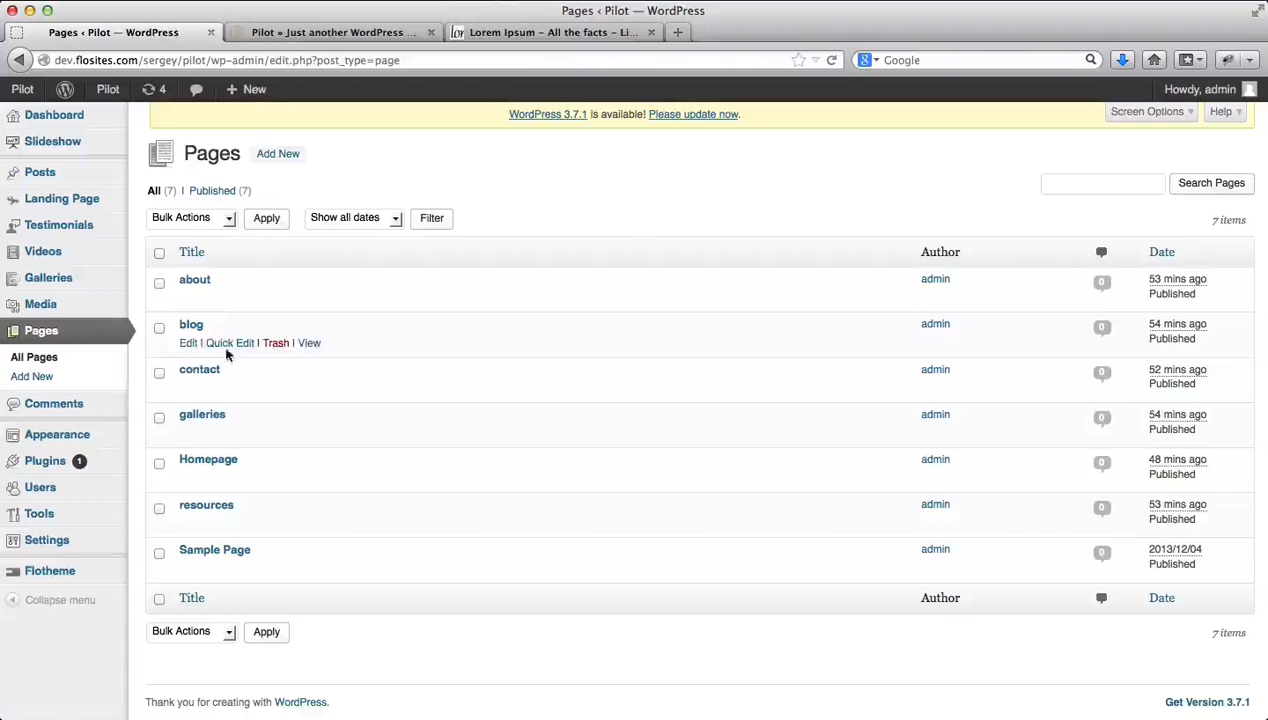 Pages ‹ Pilot — WordPress
Pages ‹ Pilot — WordPress
Pilot » Just another WordPress ...
Lorem Ipsum – All the facts – Li...
dev.flosites.com/sergey/pilot/wp-admin/edit.php?post_type=page
Google
Pilot
Pilot
4
New
Howdy, admin
Dashboard
Slideshow
Posts
Landing Page
Testimonials
Videos
Galleries
Media
Pages
All Pages
Add New
Comments
Appearance
Plugins 1
Users
Tools
Settings
Flotheme
Collapse menu
WordPress 3.7.1 is available! Please update now.
Screen Options
Help
Pages
Add New
All (7) | Published (7)
Search Pages
Bulk Actions
Apply
Show all dates
Filter
7 items
Title
Author
Date
about
admin
0
53 mins ago
Published
blog
Edit | Quick Edit | Trash | View
admin
0
54 mins ago
Published
contact
admin
0
52 mins ago
Published
galleries
admin
0
54 mins ago
Published
Homepage
admin
0
48 mins ago
Published
resources
admin
0
53 mins ago
Published
Sample Page
admin
0
2013/12/04
Published
Title
Author
Date
Bulk Actions
Apply
7 items
Thank you for creating with WordPress.
Get Version 3.7.1